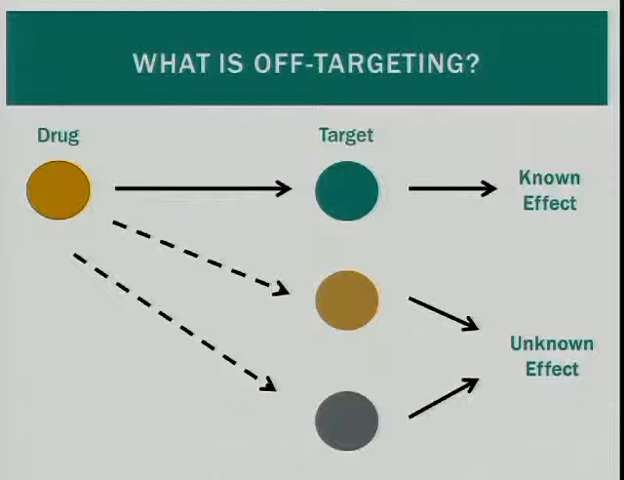 WHAT IS OFF-TARGETING?
Drug
Target
Known
Effect
Unknown
Effect